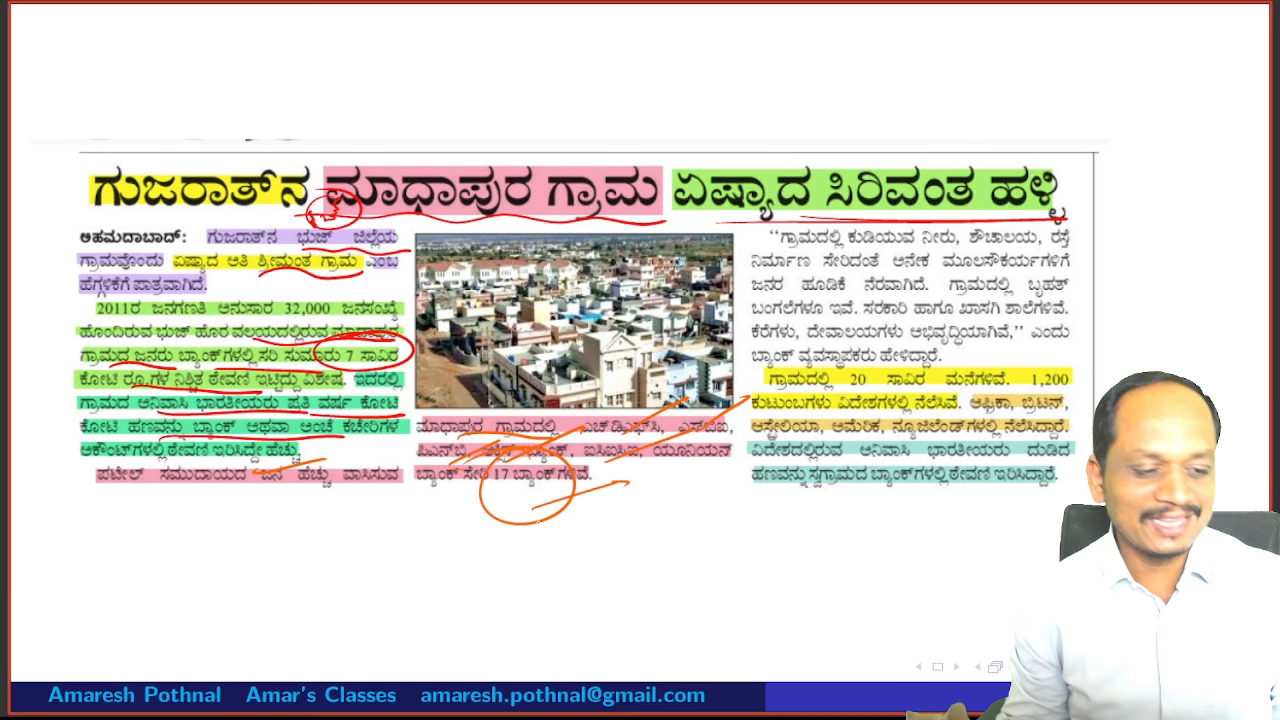 ಗುಜರಾತ್‌ನ ಮಾಧಾಪುರ ಗ್ರಾಮ ಏಷ್ಯಾದ ಸಿರಿವಂತ ಹಳ್ಳಿ
ಅಹಮದಾಬಾದ್: ಗುಜರಾತ್‌ನ ಭುಜ್ ಜಿಲ್ಲೆಯ
ಗ್ರಾಮವೊಂದು ಏಷ್ಯಾದ ಅತಿ ಶ್ರೀಮಂತ ಗ್ರಾಮ ಎಂಬ
ಹೆಗ್ಗಳಿಕೆಗೆ ಪಾತ್ರವಾಗಿದೆ.
2011ರ ಜನಗಣತಿ ಅನುಸಾರ 32,000 ಜನಸಂಖ್ಯೆ
ಹೊಂದಿರುವ ಭುಜ್ ಹೊರ ವಲಯದಲ್ಲಿರುವ ಮಾಧಾಪುರ
ಗ್ರಾಮದ ಜನರು ಬ್ಯಾಂಕ್‌ಗಳಲ್ಲಿ ಸರಿ ಸುಮಾರು 7 ಸಾವಿರ
ಕೋಟಿ ರೂ.ಗಳ ನಿಶ್ಚಿತ ಠೇವಣಿ ಇಟ್ಟಿದ್ದು ವಿಶೇಷ. ಇದರಲ್ಲಿ
ಗ್ರಾಮದ ಅನಿವಾಸಿ ಭಾರತೀಯರು ಪ್ರತಿ ವರ್ಷ ಕೋಟಿ
ಕೋಟಿ ಹಣವನ್ನು ಬ್ಯಾಂಕ್ ಅಥವಾ ಅಂಚೆ ಕಚೇರಿಗಳ
ಅಕೌಂಟ್‌ಗಳಲ್ಲಿ ಠೇವಣಿ ಇರಿಸಿದ್ದೇ ಹೆಚ್ಚು.
ಪಟೇಲ್ ಸಮುದಾಯದ ಜನ ಹೆಚ್ಚು ವಾಸಿಸುವ
ಮಾಧಾಪುರ ಗ್ರಾಮದಲ್ಲಿ ಎಚ್‌ಡಿಎಫ್‌ಸಿ, ಎಸ್‌ಬಿಐ,
ಪಿಎನ್‌ಬಿ, ಬ್ಯಾಂಕ್, ಐಸಿಐಸಿಐ, ಯೂನಿಯನ್
ಬ್ಯಾಂಕ್ ಸೇರಿ 17 ಬ್ಯಾಂಕ್‌ಗಳಿವೆ.
‘‘ಗ್ರಾಮದಲ್ಲಿ ಕುಡಿಯುವ ನೀರು, ಶೌಚಾಲಯ, ರಸ್ತೆ
ನಿರ್ಮಾಣ ಸೇರಿದಂತೆ ಅನೇಕ ಮೂಲಸೌಕರ್ಯಗಳಿಗೆ
ಜನರ ಹೂಡಿಕೆ ನೆರವಾಗಿದೆ. ಗ್ರಾಮದಲ್ಲಿ ಬೃಹತ್
ಬಂಗಲೆಗಳೂ ಇವೆ. ಸರಕಾರಿ ಹಾಗೂ ಖಾಸಗಿ ಶಾಲೆಗಳಿವೆ.
ಕೆರೆಗಳು, ದೇವಾಲಯಗಳು ಅಭಿವೃದ್ಧಿಯಾಗಿವೆ,’’ ಎಂದು
ಬ್ಯಾಂಕ್ ವ್ಯವಸ್ಥಾಪಕರು ಹೇಳಿದ್ದಾರೆ.
ಗ್ರಾಮದಲ್ಲಿ 20 ಸಾವಿರ ಮನೆಗಳಿವೆ. 1,200
ಕುಟುಂಬಗಳು ವಿದೇಶಗಳಲ್ಲಿ ನೆಲೆಸಿವೆ. ಆಫ್ರಿಕಾ, ಬ್ರಿಟನ್,
ಆಸ್ಟ್ರೇಲಿಯಾ, ಅಮೆರಿಕ, ನ್ಯೂಜಿಲೆಂಡ್‌ಗಳಲ್ಲಿ ನೆಲೆಸಿದ್ದಾರೆ.
ವಿದೇಶದಲ್ಲಿರುವ ಅನಿವಾಸಿ ಭಾರತೀಯರು ದುಡಿದ
ಹಣವನ್ನು ಸ್ವಗ್ರಾಮದ ಬ್ಯಾಂಕ್‌ಗಳಲ್ಲಿ ಠೇವಣಿ ಇರಿಸಿದ್ದಾರೆ.
Amaresh Pothnal Amar's Classes amaresh.pothnal@gmail.com